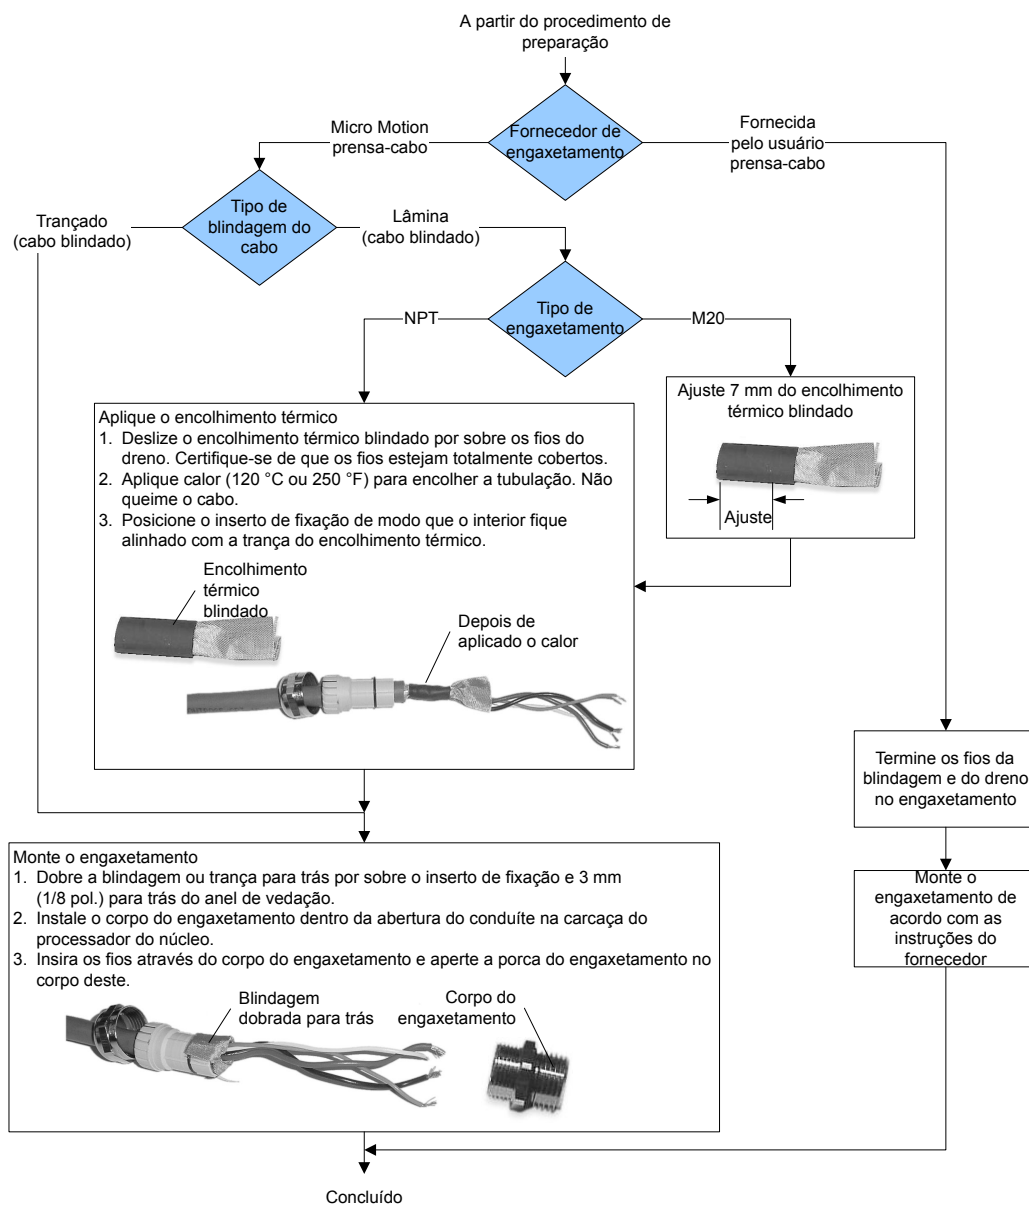 A partir do procedimento de
preparação
Micro Motion
prensa-cabo
Fornecedor de
engaxetamento
Fornecida
pelo usuário
prensa-cabo
Trançado
(cabo blindado)
Tipo de
blindagem do
cabo
Lâmina
(cabo blindado)
NPT
Tipo de
engaxetamento
M20
Ajuste 7 mm do encolhimento
térmico blindado
Ajuste
Aplique o encolhimento térmico
1. Deslize o encolhimento térmico blindado por sobre os fios do
dreno. Certifique-se de que os fios estejam totalmente cobertos.
2. Aplique calor (120 °C ou 250 °F) para encolher a tubulação. Não
queime o cabo.
3. Posicione o inserto de fixação de modo que o interior fique
alinhado com a trança do encolhimento térmico.
Encolhimento
térmico
blindado
Depois de
aplicado o calor
Termine os fios da
blindagem e do dreno
no engaxetamento
Monte o engaxetamento
1. Dobre a blindagem ou trança para trás por sobre o inserto de fixação e 3 mm
(1/8 pol.) para trás do anel de vedação.
2. Instale o corpo do engaxetamento dentro da abertura do conduíte na carcaça do
processador do núcleo.
3. Insira os fios através do corpo do engaxetamento e aperte a porca do engaxetamento no
corpo deste.
Blindagem
dobrada para trás
Corpo do
engaxetamento
Monte o
engaxetamento de
acordo com as
instruções do
fornecedor
Concluído